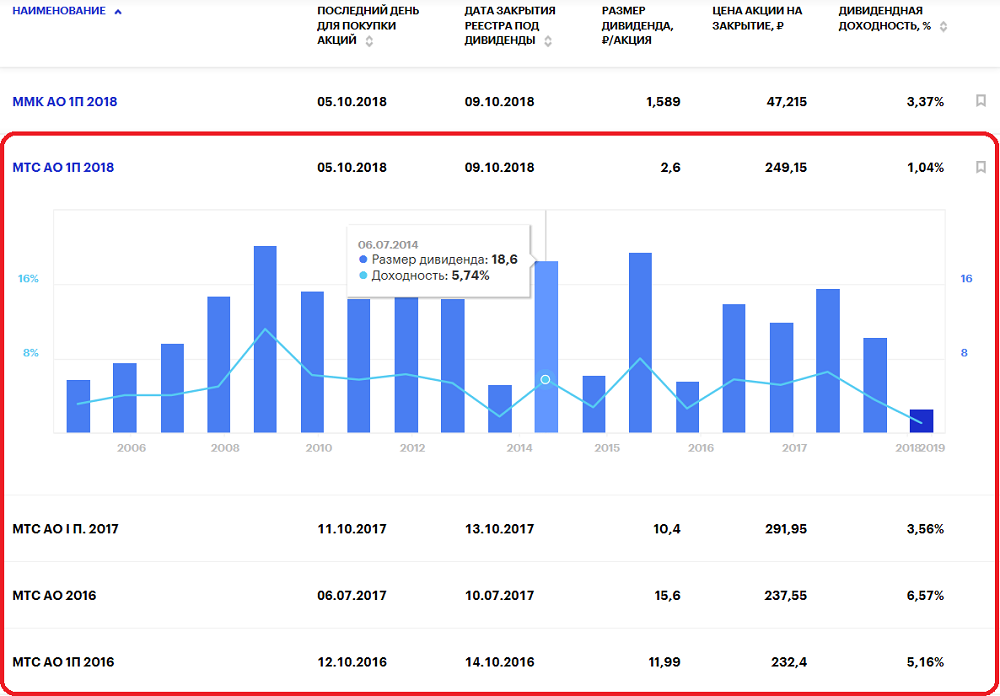 НАИМЕНОВАНИЕ
ПОСЛЕДНИЙ ДЕНЬ
ДЛЯ ПОКУПКИ
АКЦИЙ
ДАТА ЗАКРЫТИЯ
РЕЕСТРА ПОД
ДИВИДЕНДЫ
РАЗМЕР
ДИВИДЕНДА,
₽/АКЦИЯ
ЦЕНА АКЦИИ НА
ЗАКРЫТИЕ, ₽
ДИВИДЕНДНАЯ
ДОХОДНОСТЬ, %
ММК АО 1П 2018 05.10.2018 09.10.2018 1,589 47,215 3,37%
МТС АО 1П 2018 05.10.2018 09.10.2018 2,6 249,15 1,04%
06.07.2014
Размер дивиденда: 18,6
Доходность: 5,74%
16% 16
8% 8
2006 2008 2010 2012 2014 2015 2016 2017 2018 2019
МТС АО I П. 2017 11.10.2017 13.10.2017 10,4 291,95 3,56%
МТС АО 2016 06.07.2017 10.07.2017 15,6 237,55 6,57%
МТС АО 1П 2016 12.10.2016 14.10.2016 11,99 232,4 5,16%